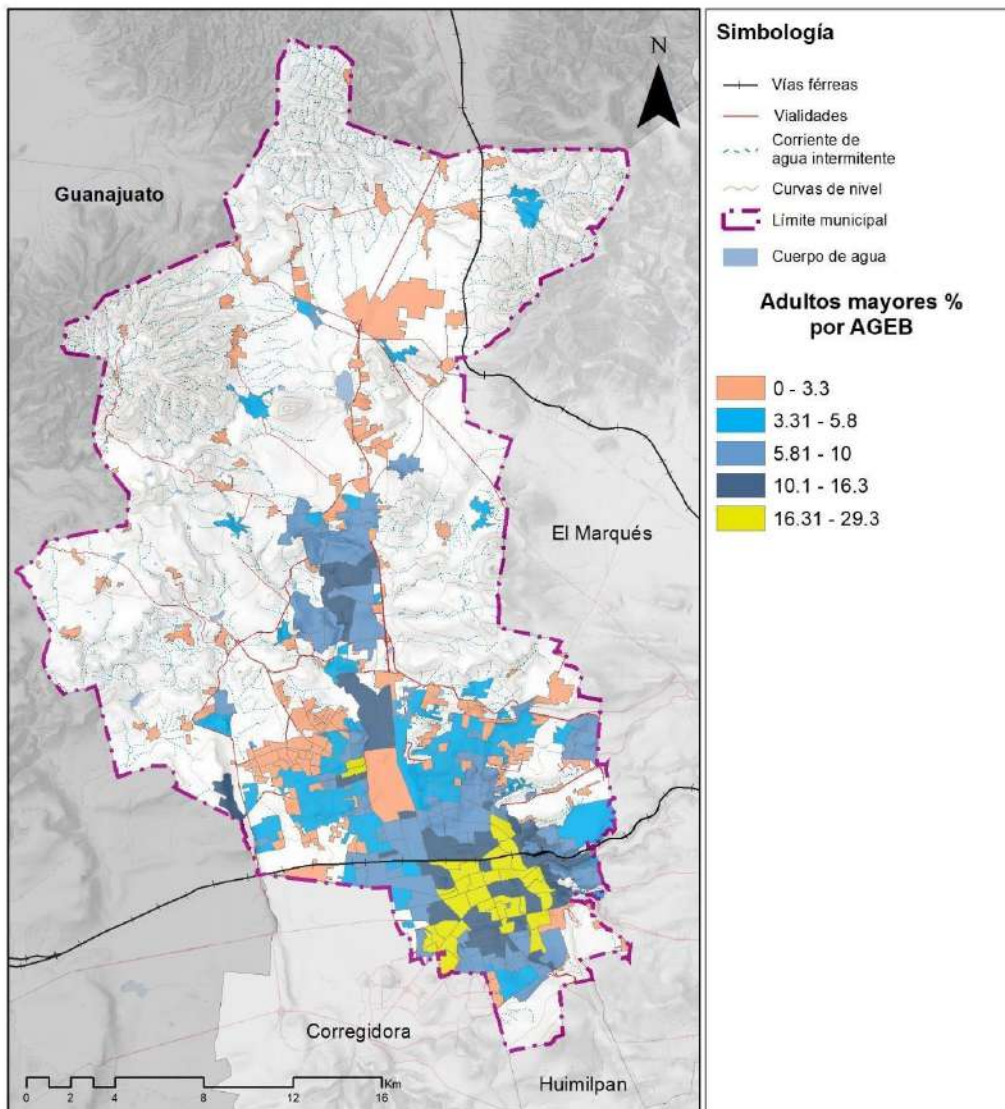 N
Guanajuato
El Marqués
Corregidora
Huimilpan
0 2 4 8 12 16
Km
Simbología
Vías férreas
Vialidades
Corriente de
agua intermitente
Curvas de nivel
Límite municipal
Cuerpo de agua
Adultos mayores %
por AGEB
0 - 3.3
3.31 - 5.8
5.81 - 10
10.1 - 16.3
16.31 - 29.3